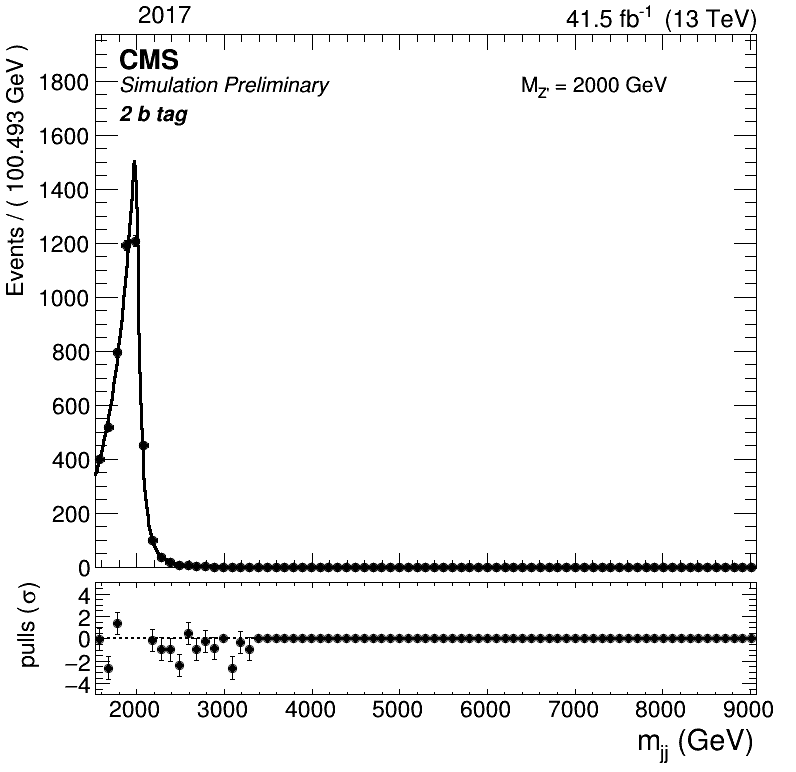 2017
41.5 fb⁻¹ (13 TeV)
CMS
Simulation Preliminary
2 b tag
M_Z' = 2000 GeV
Events / ( 100.493 GeV )
1800
1600
1400
1200
1000
800
600
400
200
0
pulls (σ)
4
2
0
−2
−4
2000 3000 4000 5000 6000 7000 8000 9000
m_jj (GeV)